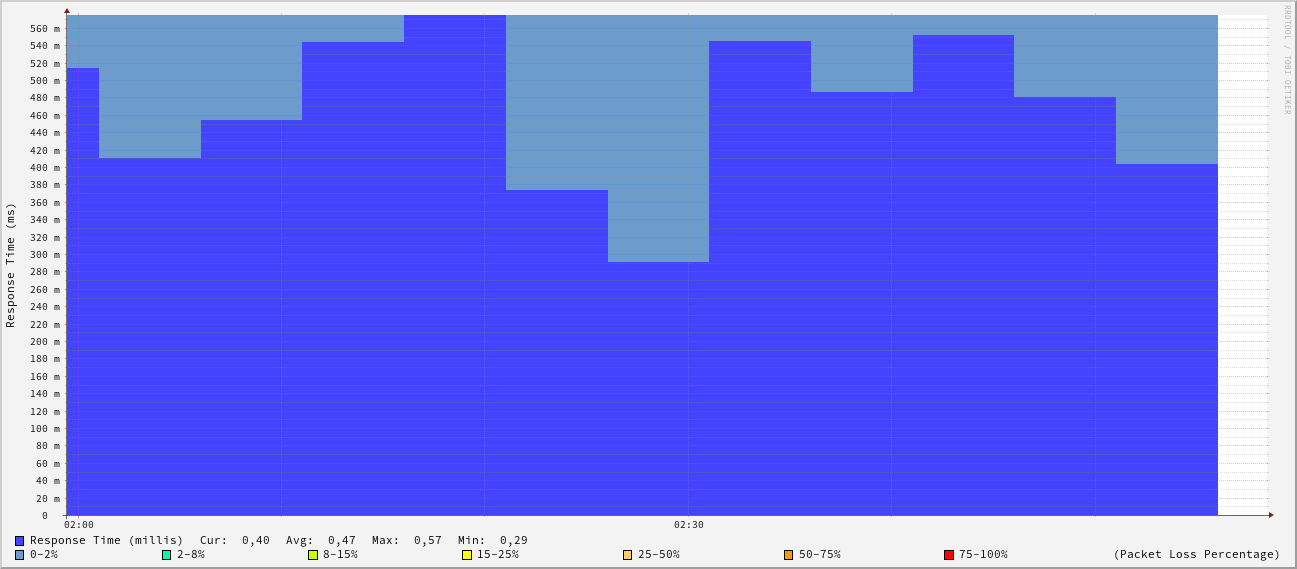 RRDTOOL / TOBI OETIKER
Response Time (ms)
560 m
540 m
520 m
500 m
480 m
460 m
440 m
420 m
400 m
380 m
360 m
340 m
320 m
300 m
280 m
260 m
240 m
220 m
200 m
180 m
160 m
140 m
120 m
100 m
80 m
60 m
40 m
20 m
0
02:00 02:30
Response Time (millis) Cur: 0,40 Avg: 0,47 Max: 0,57 Min: 0,29
0-2% 2-8% 8-15% 15-25% 25-50% 50-75% 75-100% (Packet Loss Percentage)